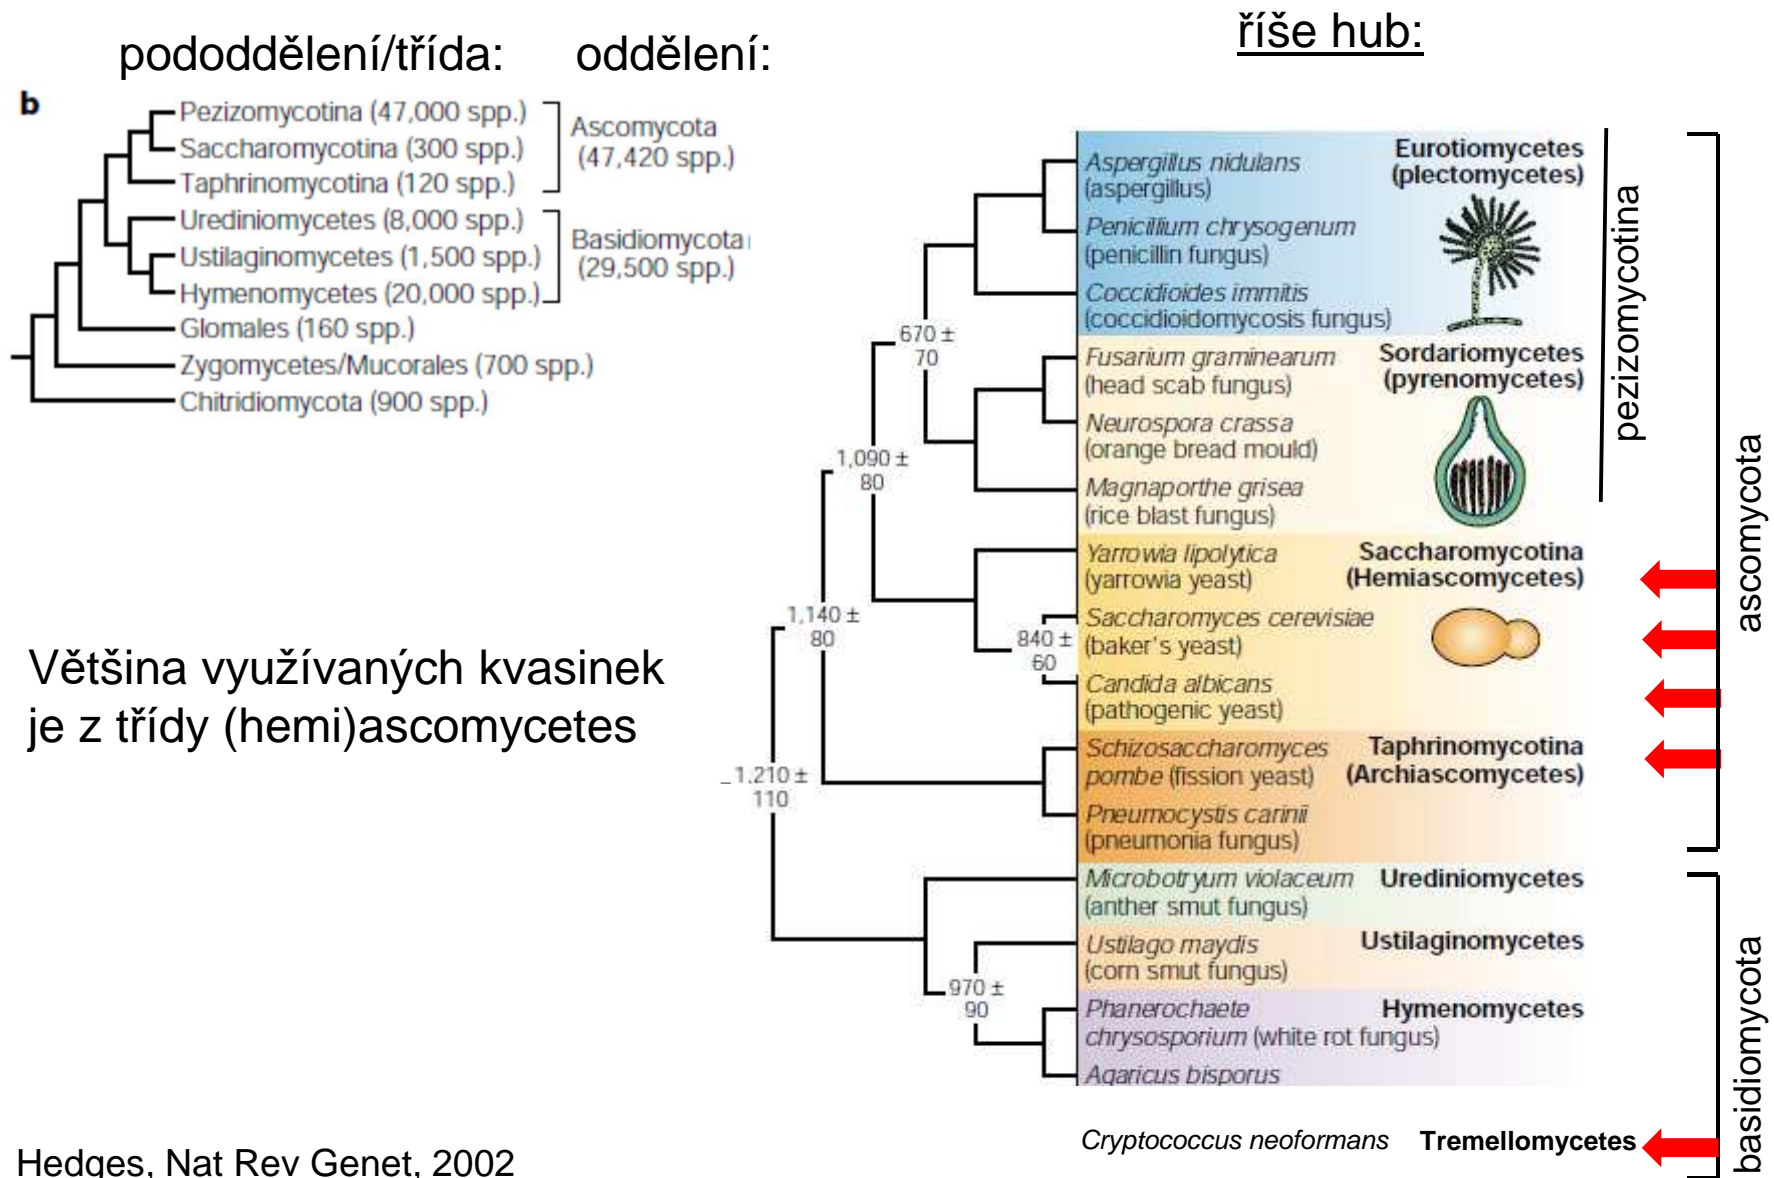 říše hub:
pododdělení/třída: oddělení:
b
Pezizomycotina (47,000 spp.)
Saccharomycotina (300 spp.)
Taphrinomycotina (120 spp.)
Ascomycota
(47,420 spp.)
Urediniomycetes (8,000 spp.)
Ustilaginomycetes (1,500 spp.)
Hymenomycetes (20,000 spp.)
Basidiomycota
(29,500 spp.)
Glomales (160 spp.)
Zygomycetes/Mucorales (700 spp.)
Chitridiomycota (900 spp.)
Většina využívaných kvasinek
je z třídy (hemi)ascomycetes
Hedges, Nat Rev Genet, 2002
670 ±
70
1,090 ±
80
1,140 ±
80
840 ±
60
1,210 ±
110
970 ±
90
Aspergillus nidulans
(aspergillus)
Eurotiomycetes
(plectomycetes)
Penicillium chrysogenum
(penicillin fungus)
Coccidioides immitis
(coccidioidomycosis fungus)
Fusarium graminearum
(head scab fungus)
Sordariomycetes
(pyrenomycetes)
Neurospora crassa
(orange bread mould)
Magnaporthe grisea
(rice blast fungus)
Yarrowia lipolytica
(yarrowia yeast)
Saccharomycotina
(Hemiascomycetes)
Saccharomyces cerevisiae
(baker's yeast)
Candida albicans
(pathogenic yeast)
Schizosaccharomyces
pombe (fission yeast)
Taphrinomycotina
(Archiascomycetes)
Pneumocystis carinii
(pneumonia fungus)
Microbotryum violaceum Urediniomycetes
(anther smut fungus)
Ustilago maydis Ustilaginomycetes
(corn smut fungus)
Phanerochaete Hymenomycetes
chrysosporium (white rot fungus)
Agaricus bisporus
Cryptococcus neoformans Tremellomycetes
pezizomycotina
ascomycota
basidiomycota